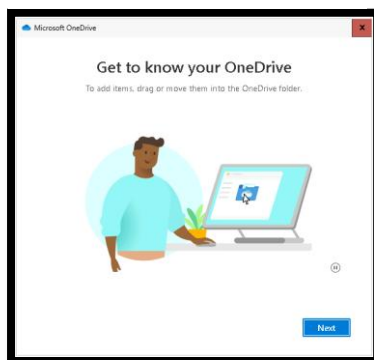 Microsoft OneDrive
Get to know your OneDrive
To add items, drag or move them into the OneDrive folder.
Next